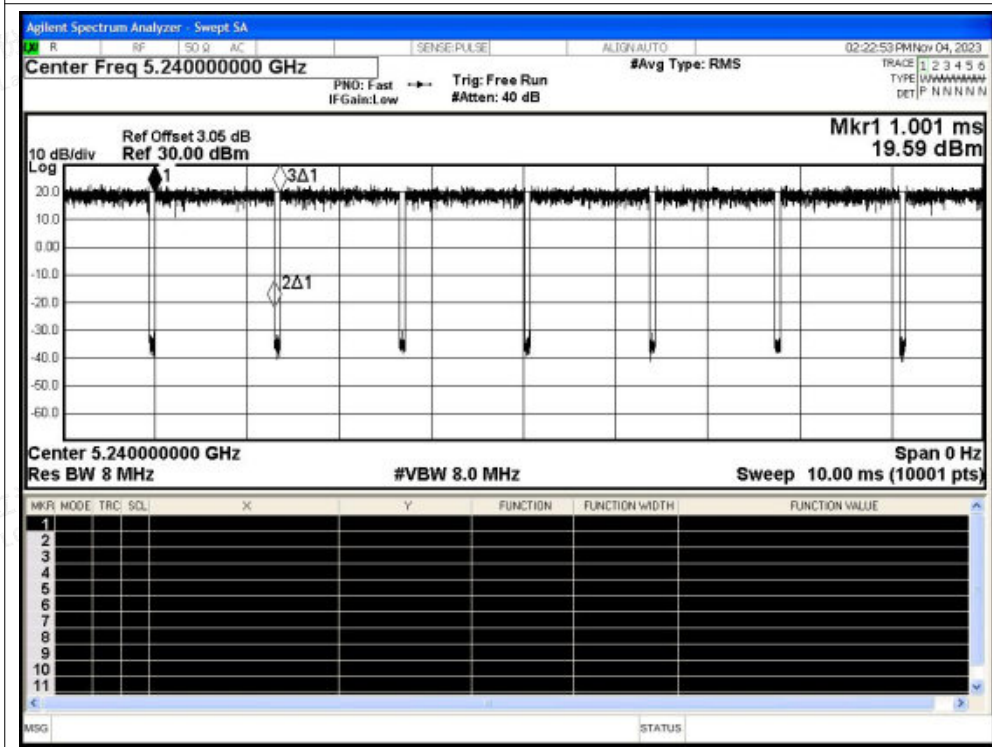 Agilent Spectrum Analyzer - Swept SA
LXI R RF 50 Ω AC SENSE:PULSE ALIGN AUTO 02:22:53 PM Nov 04, 2023
Center Freq 5.240000000 GHz #Avg Type: RMS TRACE 1 2 3 4 5 6
PNO: Fast Trig: Free Run TYPE WWWWWW
IFGain:Low #Atten: 40 dB DET P N N N N N
Mkr1 1.001 ms
Ref Offset 3.05 dB
10 dB/div Ref 30.00 dBm 19.59 dBm
Log
1 3Δ1
20.0
10.0
0.00
-10.0
2Δ1
-20.0
-30.0
-40.0
-50.0
-60.0
Center 5.240000000 GHz Span 0 Hz
Res BW 8 MHz #VBW 8.0 MHz Sweep 10.00 ms (10001 pts)
MKR MODE TRC SCL X Y FUNCTION FUNCTION WIDTH FUNCTION VALUE
1
2
3
4
5
6
7
8
9
10
11
MSG STATUS